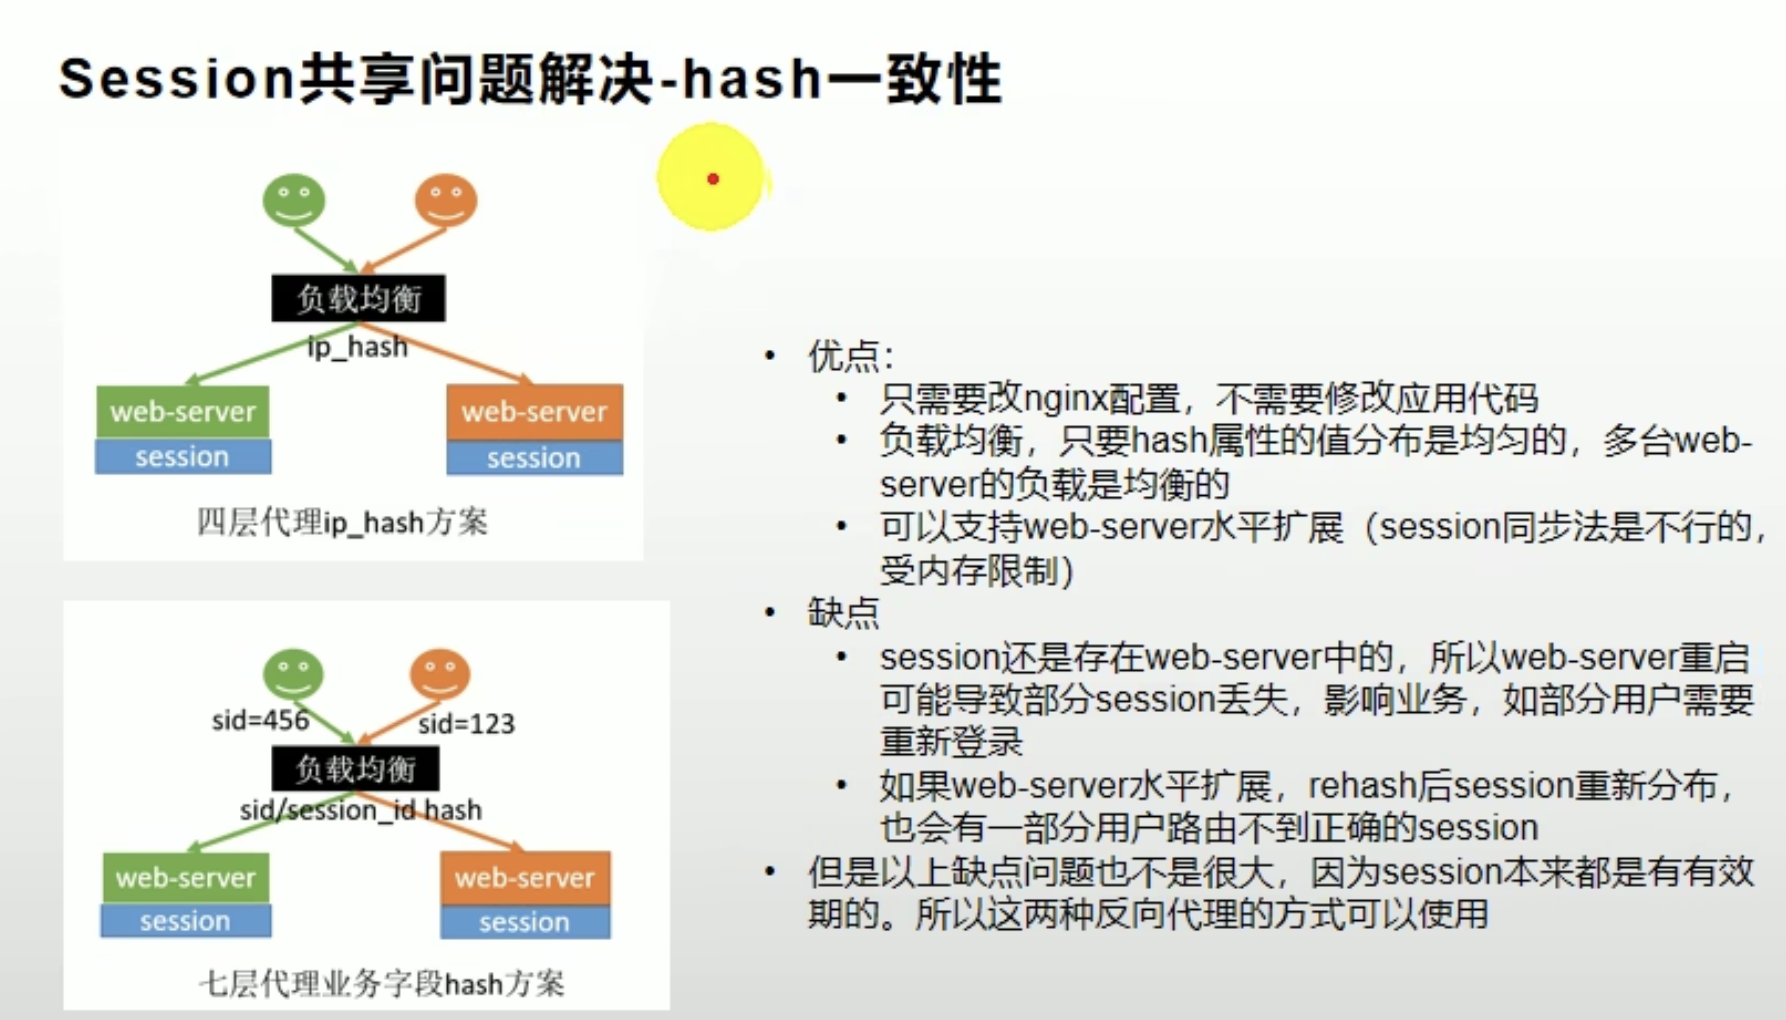 Session共享问题解决-hash一致性
负载均衡
ip_hash
web-server
web-server
session
session
四层代理ip_hash方案
sid=456
sid=123
负载均衡
sid/session_id hash
web-server
web-server
session
session
七层代理业务字段hash方案
• 优点：
• 只需要改nginx配置，不需要修改应用代码
• 负载均衡，只要hash属性的值分布是均匀的，多台web-
server的负载是均衡的
• 可以支持web-server水平扩展（session同步法是不行的，
受内存限制）
• 缺点
• session还是存在web-server中的，所以web-server重启
可能导致部分session丢失，影响业务，如部分用户需要
重新登录
• 如果web-server水平扩展，rehash后session重新分布，
也会有一部分用户路由不到正确的session
• 但是以上缺点问题也不是很大，因为session本来都是有有效
期的。所以这两种反向代理的方式可以使用